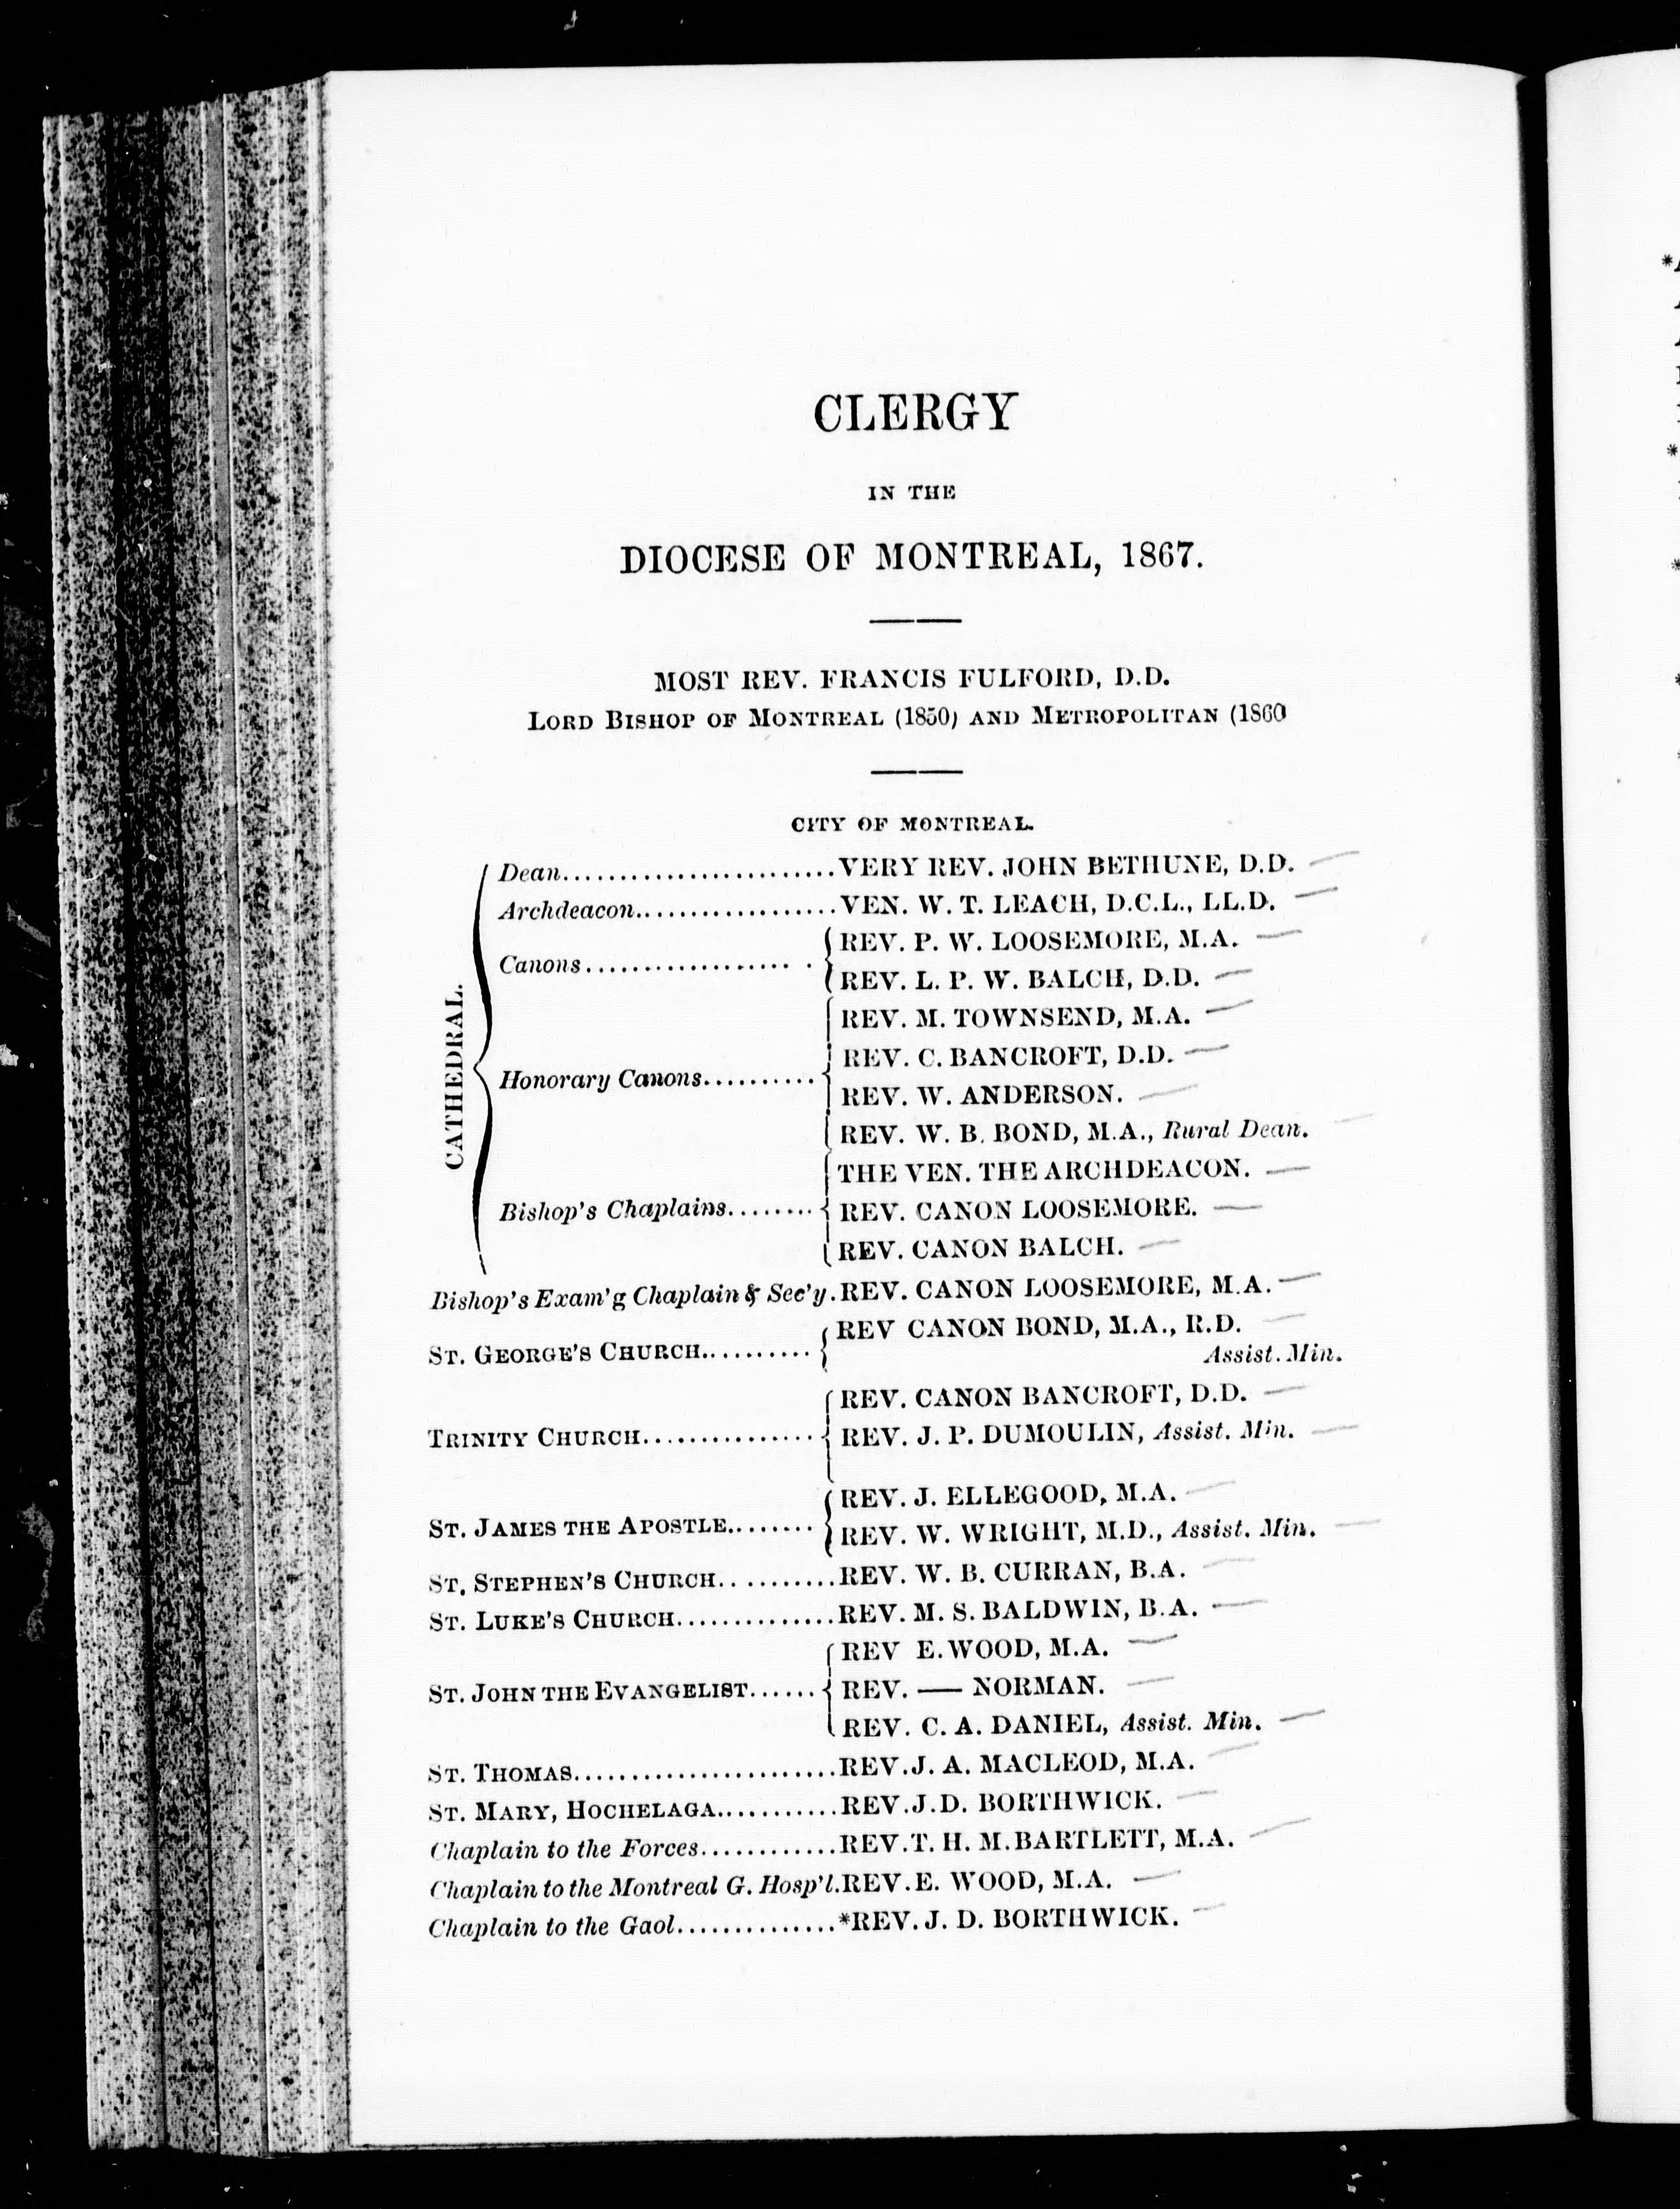 CLERGY
IN THE
DIOCESE OF MONTREAL, 1867.
MOST REV. FRANCIS FULFORD, D.D.
LORD BISHOP OF MONTREAL (1850) AND METROPOLITAN (1860
CITY OF MONTREAL.
CATHEDRAL.
Dean........................VERY REV. JOHN BETHUNE, D.D.
Archdeacon..................VEN. W. T. LEACH, D.C.L., LL.D.
REV. P. W. LOOSEMORE, M.A.
Canons...................
REV. L. P. W. BALCH, D.D.
REV. M. TOWNSEND, M.A.
REV. C. BANCROFT, D.D.
Honorary Canons..........
REV. W. ANDERSON.
REV. W. B. BOND, M.A., Rural Dean.
THE VEN. THE ARCHDEACON.
Bishop's Chaplains........REV. CANON LOOSEMORE.
REV. CANON BALCH.
Bishop's Exam'g Chaplain & Sec'y.REV. CANON LOOSEMORE, M.A.
REV CANON BOND, M.A., R.D.
ST. GEORGE'S CHURCH..........
Assist. Min.
REV. CANON BANCROFT, D.D.
TRINITY CHURCH...............REV. J. P. DUMOULIN, Assist. Min.
REV. J. ELLEGOOD, M.A.
ST. JAMES THE APOSTLE........
REV. W. WRIGHT, M.D., Assist. Min.
ST. STEPHEN'S CHURCH...........REV. W. B. CURRAN, B.A.
ST. LUKE'S CHURCH..............REV. M. S. BALDWIN, B.A.
REV E. WOOD, M.A.
ST. JOHN THE EVANGELIST......REV. — NORMAN.
REV. C. A. DANIEL, Assist. Min.
ST. THOMAS.......................REV. J. A. MACLEOD, M.A.
ST. MARY, HOCHELAGA...........REV. J. D. BORTHWICK.
Chaplain to the Forces............REV. T. H. M. BARTLETT, M.A.
Chaplain to the Montreal G. Hosp'l.REV. E. WOOD, M.A.
Chaplain to the Gaol..............*REV. J. D. BORTHWICK.